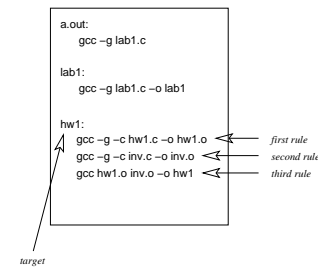 a.out:
gcc –g lab1.c
lab1:
gcc –g lab1.c –o lab1
hw1:
gcc –g –c hw1.c –o hw1.o
first rule
gcc –g –c inv.c –o inv.o
second rule
gcc hw1.o inv.o –o hw1
third rule
target